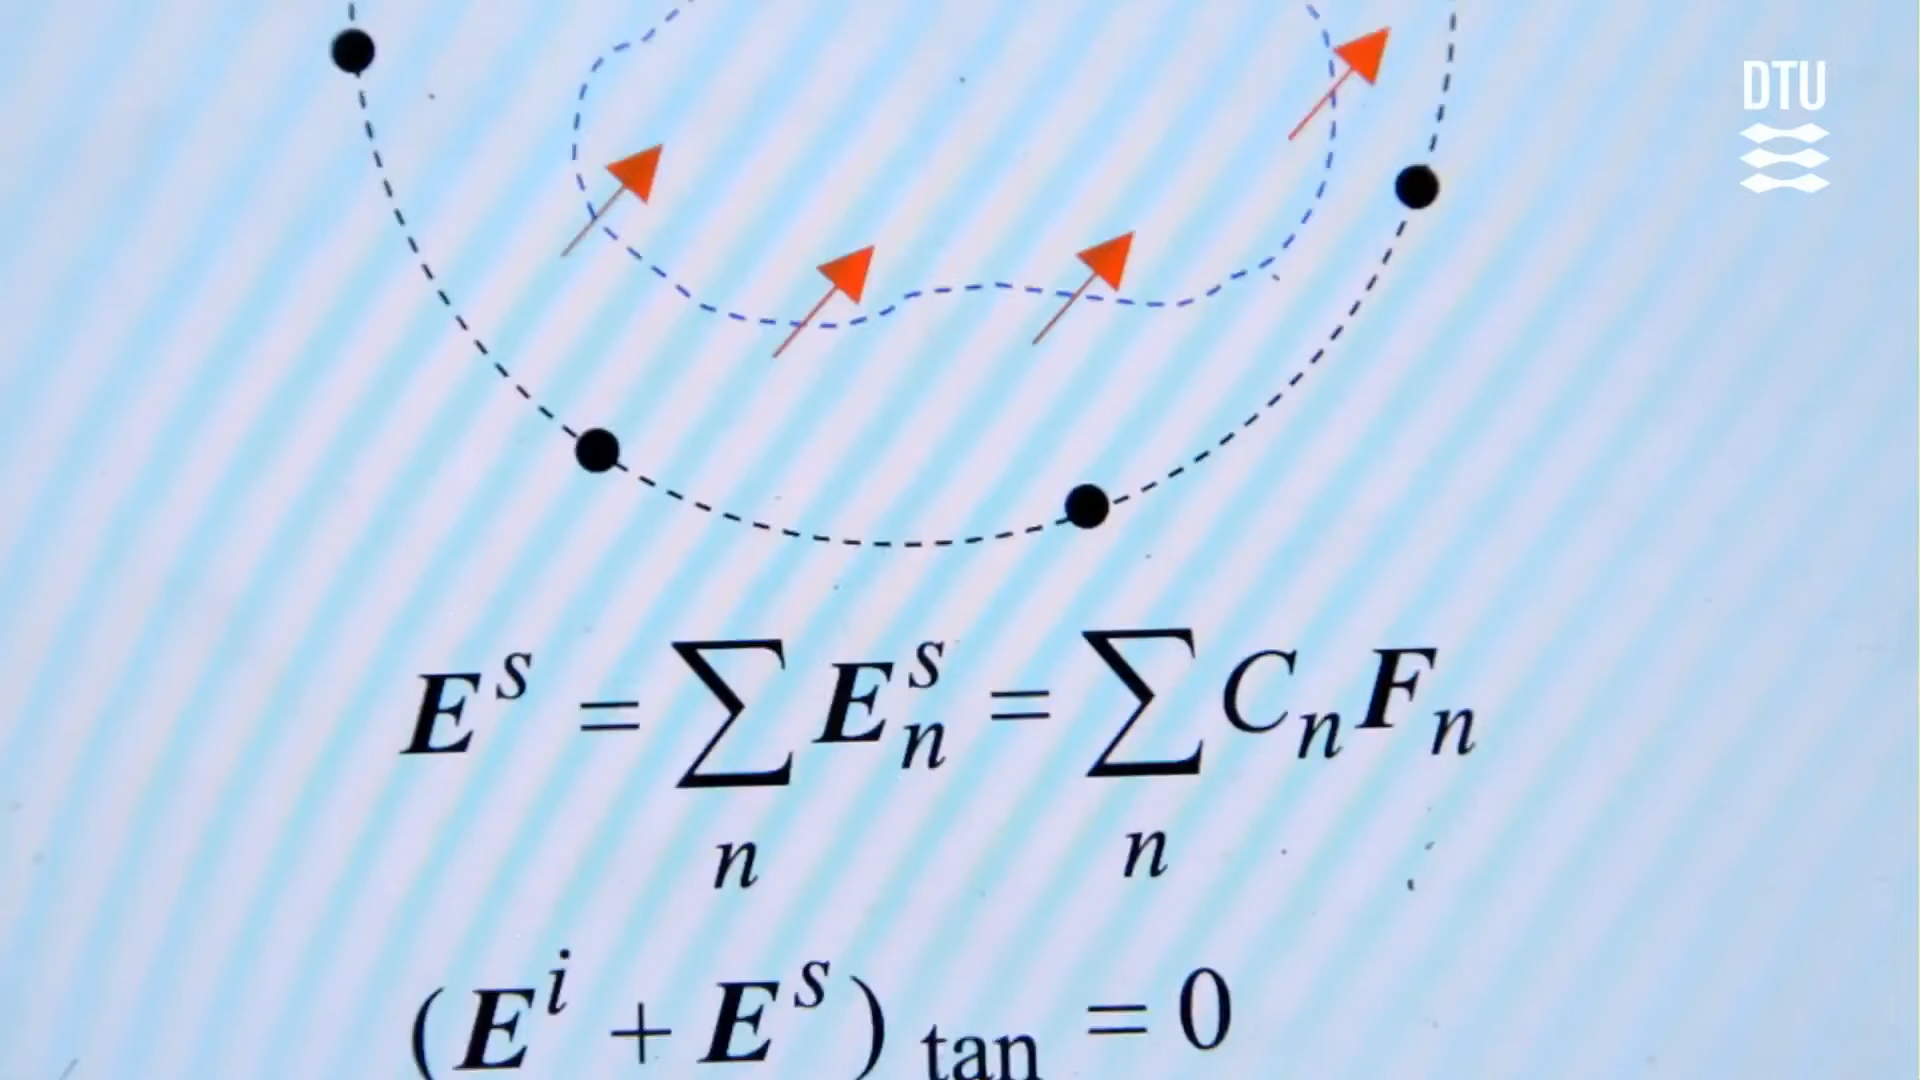 DTU
E^s = ∑_n E_n^s = ∑_n C_n F_n
(E^i + E^s)_tan = 0